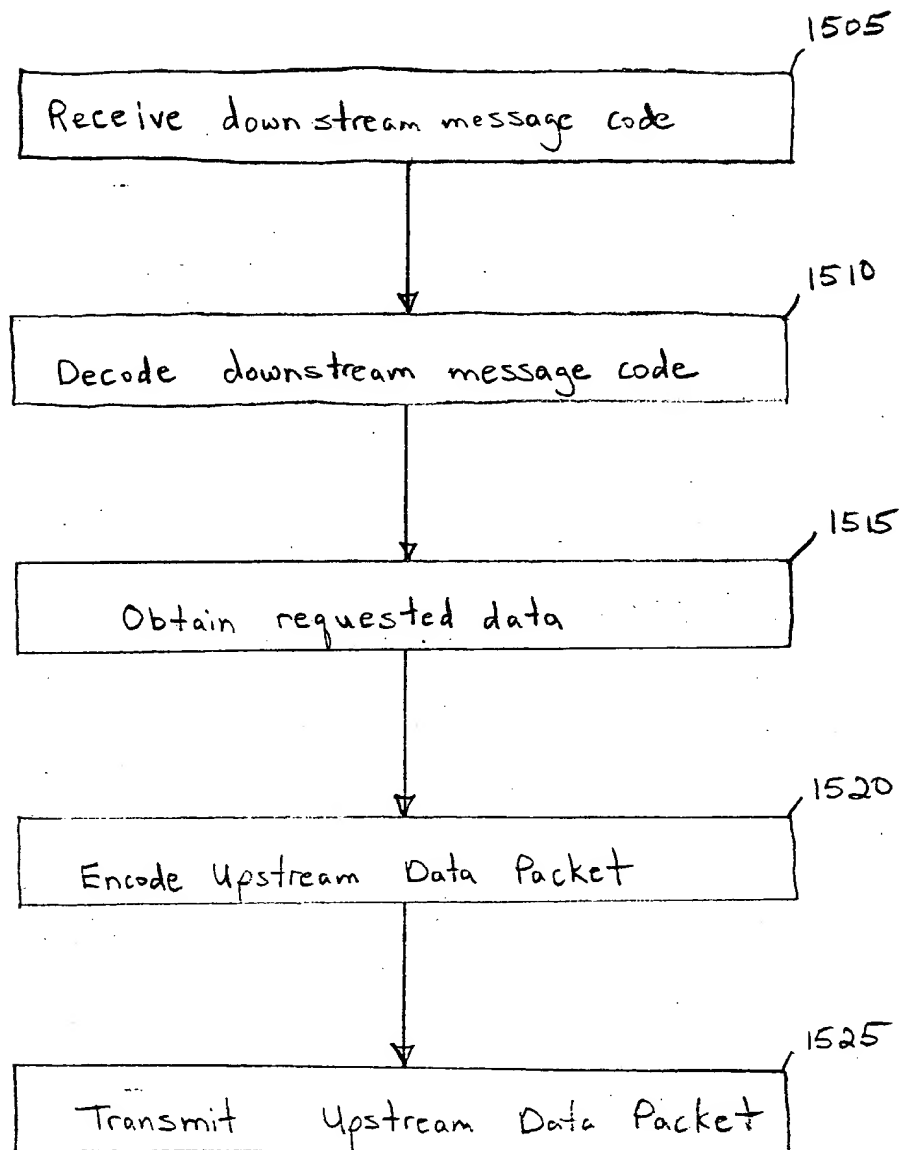 1505
Receive downstream message code
1510
Decode downstream message code
1515
Obtain requested data
1520
Encode Upstream Data Packet
1525
Transmit Upstream Data Packet